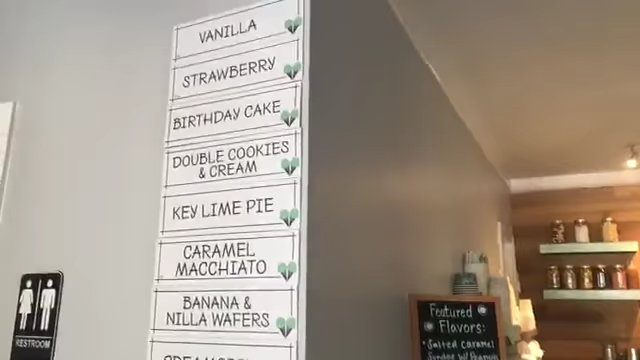 VANILLA
STRAWBERRY
BIRTHDAY CAKE
DOUBLE COOKIES
& CREAM
KEY LIME PIE
CARAMEL
MACCHIATO
BANANA &
NILLA WAFERS
RESTROOM
Featured
Flavors:
*Salted Caramel